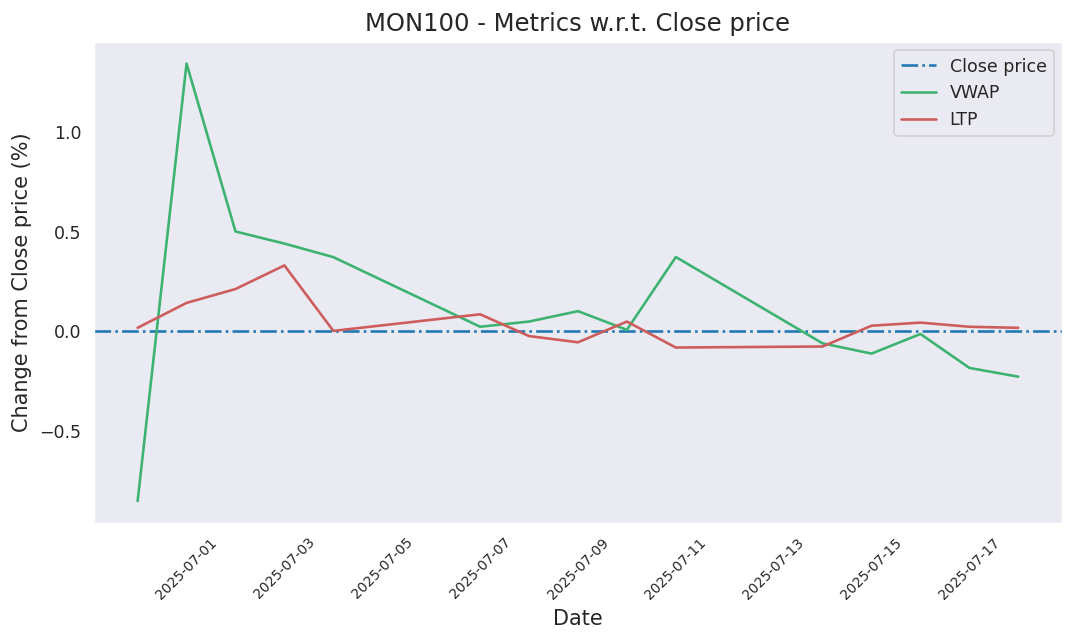 MON100 - Metrics w.r.t. Close price
Close price
VWAP
LTP
Change from Close price (%)
1.0
0.5
0.0
−0.5
2025-07-01
2025-07-03
2025-07-05
2025-07-07
2025-07-09
2025-07-11
2025-07-13
2025-07-15
2025-07-17
Date